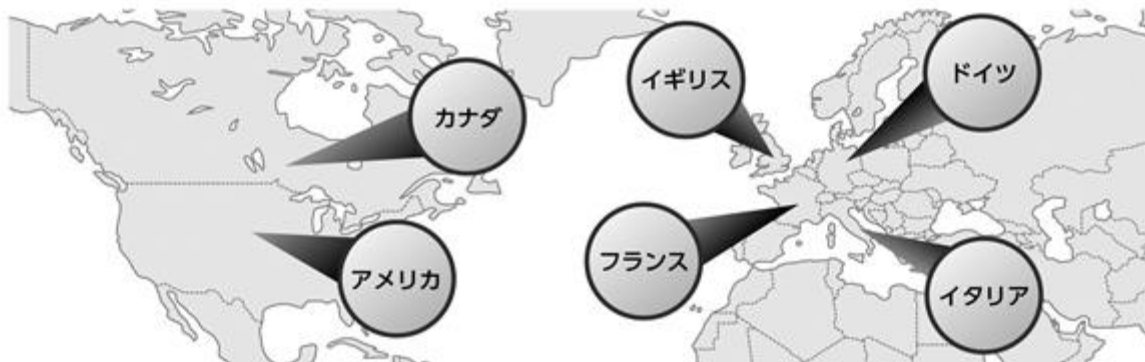 イギリス
ドイツ
カナダ
フランス
アメリカ
イタリア